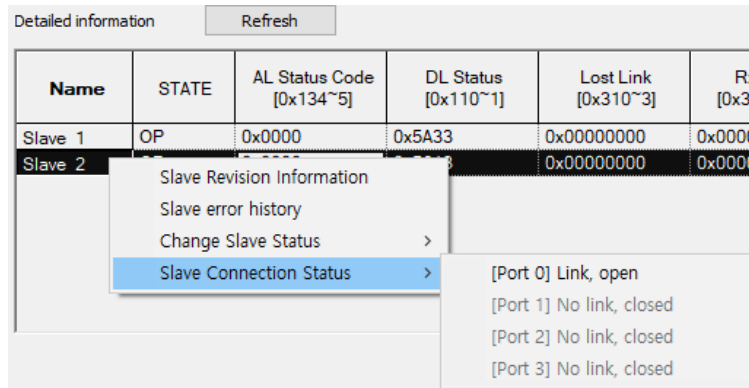 Detailed information Refresh
Name STATE AL Status Code [0x134~5] DL Status [0x110~1] Lost Link [0x310~3] [0x3
Slave 1 OP 0x0000 0x5A33 0x00000000 0x000
Slave 2 0x00000000 0x000
Slave Revision Information
Slave error history
Change Slave Status >
Slave Connection Status >
[Port 0] Link, open
[Port 1] No link, closed
[Port 2] No link, closed
[Port 3] No link, closed